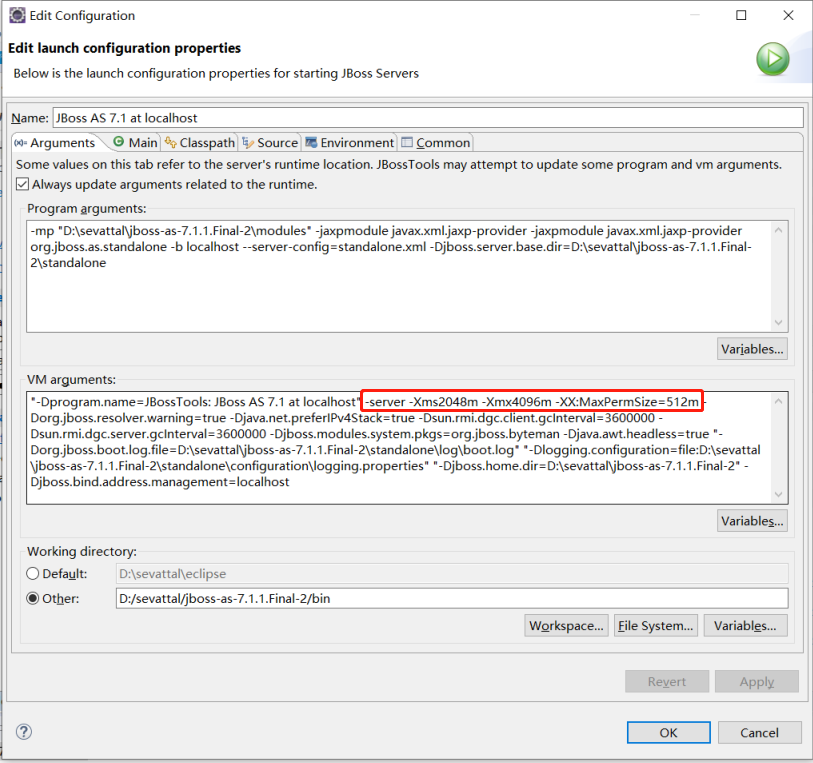 Edit Configuration
Edit launch configuration properties
Below is the launch configuration properties for starting JBoss Servers
Name: JBoss AS 7.1 at localhost
(x)= Arguments Main Classpath Source Environment Common
Some values on this tab refer to the server's runtime location. JBossTools may attempt to update some program and vm arguments.
Always update arguments related to the runtime.
Program arguments:
-mp "D:\sevattal\jboss-as-7.1.1.Final-2\modules" -jaxpmodule javax.xml.jaxp-provider -jaxpmodule javax.xml.jaxp-provider
org.jboss.as.standalone -b localhost --server-config=standalone.xml -Djboss.server.base.dir=D:\sevattal\jboss-as-7.1.1.Final-
2\standalone
Variables...
VM arguments:
"-Dprogram.name=JBossTools: JBoss AS 7.1 at localhost" -server -Xms2048m -Xmx4096m -XX:MaxPermSize=512m -
Dorg.jboss.resolver.warning=true -Djava.net.preferIPv4Stack=true -Dsun.rmi.dgc.client.gcInterval=3600000 -
Dsun.rmi.dgc.server.gcInterval=3600000 -Djboss.modules.system.pkgs=org.jboss.byteman -Djava.awt.headless=true "-
Dorg.jboss.boot.log.file=D:\sevattal\jboss-as-7.1.1.Final-2\standalone\log\boot.log" "-Dlogging.configuration=file:D:\sevattal
\jboss-as-7.1.1.Final-2\standalone\configuration\logging.properties" "-Djboss.home.dir=D:\sevattal\jboss-as-7.1.1.Final-2" -
Djboss.bind.address.management=localhost
Variables...
Working directory:
Default: D:\sevattal\eclipse
Other: D:/sevattal/jboss-as-7.1.1.Final-2/bin
Workspace... File System... Variables...
Revert Apply
OK Cancel